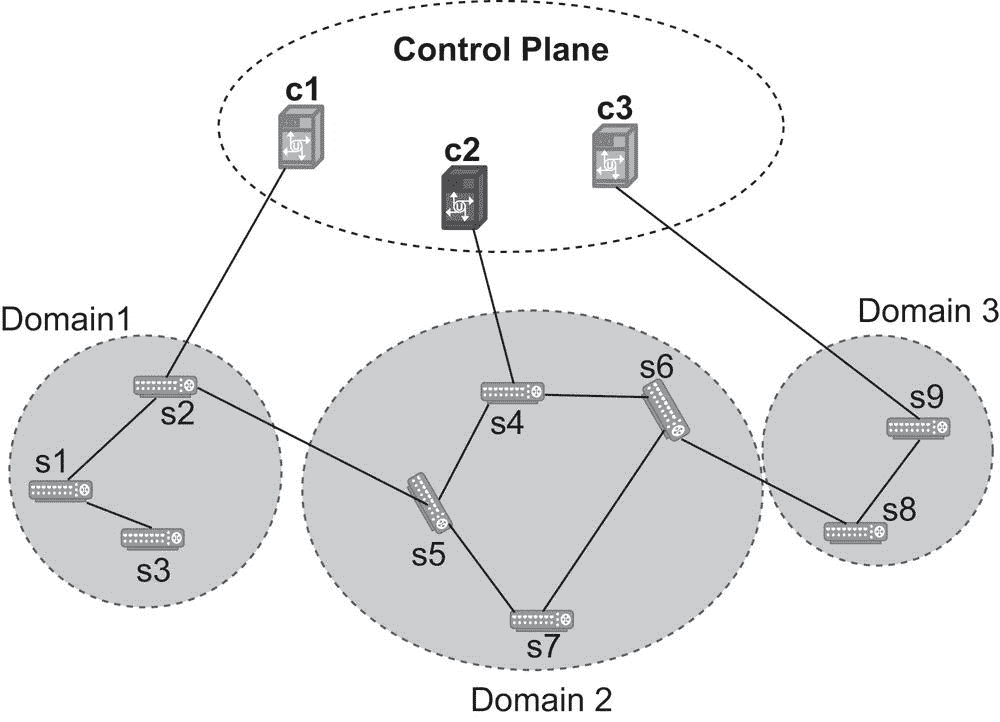 Control Plane
c1
c3
c2
Domain1
Domain 3
s6
s2
s4
s9
s1
s8
s5
s3
s7
Domain 2